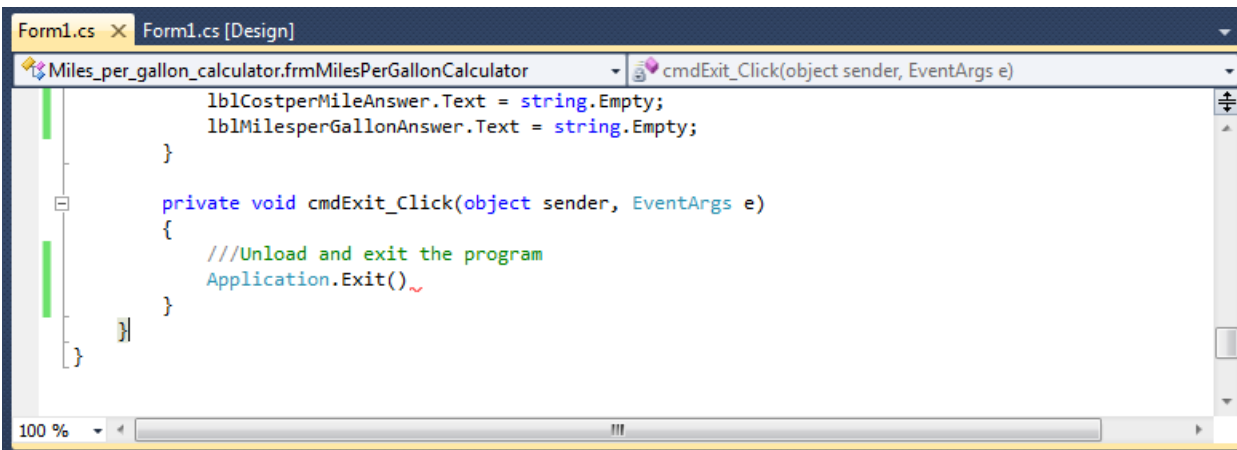 Form1.cs Form1.cs [Design]
Miles_per_gallon_calculator.frmMilesPerGallonCalculator cmdExit_Click(object sender, EventArgs e)
lblCostperMileAnswer.Text = string.Empty;
lblMilesperGallonAnswer.Text = string.Empty;
}
private void cmdExit_Click(object sender, EventArgs e)
{
///Unload and exit the program
Application.Exit()
}
}
}
100 %